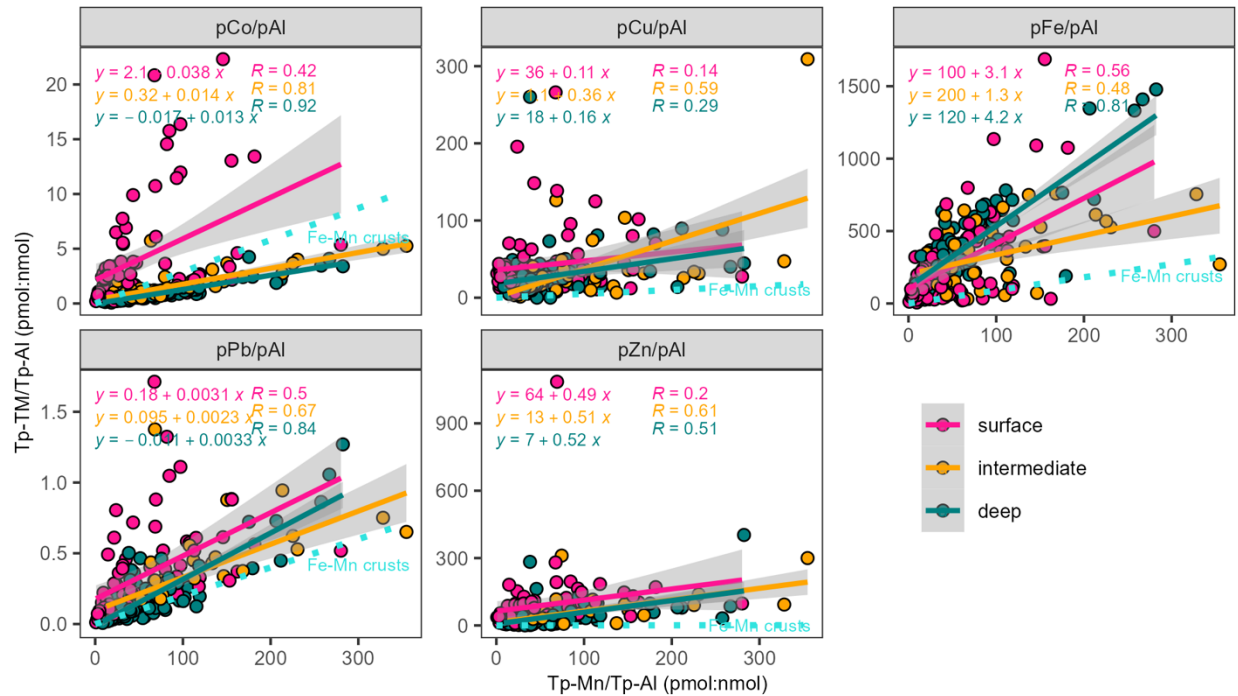 pCo/pAl
pCu/pAl
pFe/pAl
y = 2.1 0.038 x
R = 0.42
y = 0.32 + 0.014 x
R = 0.81
y = − 0.017 + 0.013 x
R = 0.92
Fe-Mn crusts
20
15
10
5
0
y = 36 + 0.11 x
R = 0.14
0.36 x
R = 0.59
y = 18 + 0.16 x
R = 0.29
Fe-Mn crusts
300
200
100
0
y = 100 + 3.1 x
R = 0.56
y = 200 + 1.3 x
R = 0.48
y = 120 + 4.2 x
R = 0.81
Fe-Mn crusts
1500
1000
500
0
0 100 200 300
pPb/pAl
pZn/pAl
y = 0.18 + 0.0031 x
R = 0.5
y = 0.095 + 0.0023 x
R = 0.67
+ 0.0033 x
R = 0.84
Fe-Mn crusts
1.5
1.0
0.5
0.0
0 100 200 300
y = 64 + 0.49 x
R = 0.2
y = 13 + 0.51 x
R = 0.61
y = 7 + 0.52 x
R = 0.51
Fe-Mn crusts
900
600
300
0
0 100 200 300
surface
intermediate
deep
Tp-TM/Tp-Al (pmol:nmol)
Tp-Mn/Tp-Al (pmol:nmol)